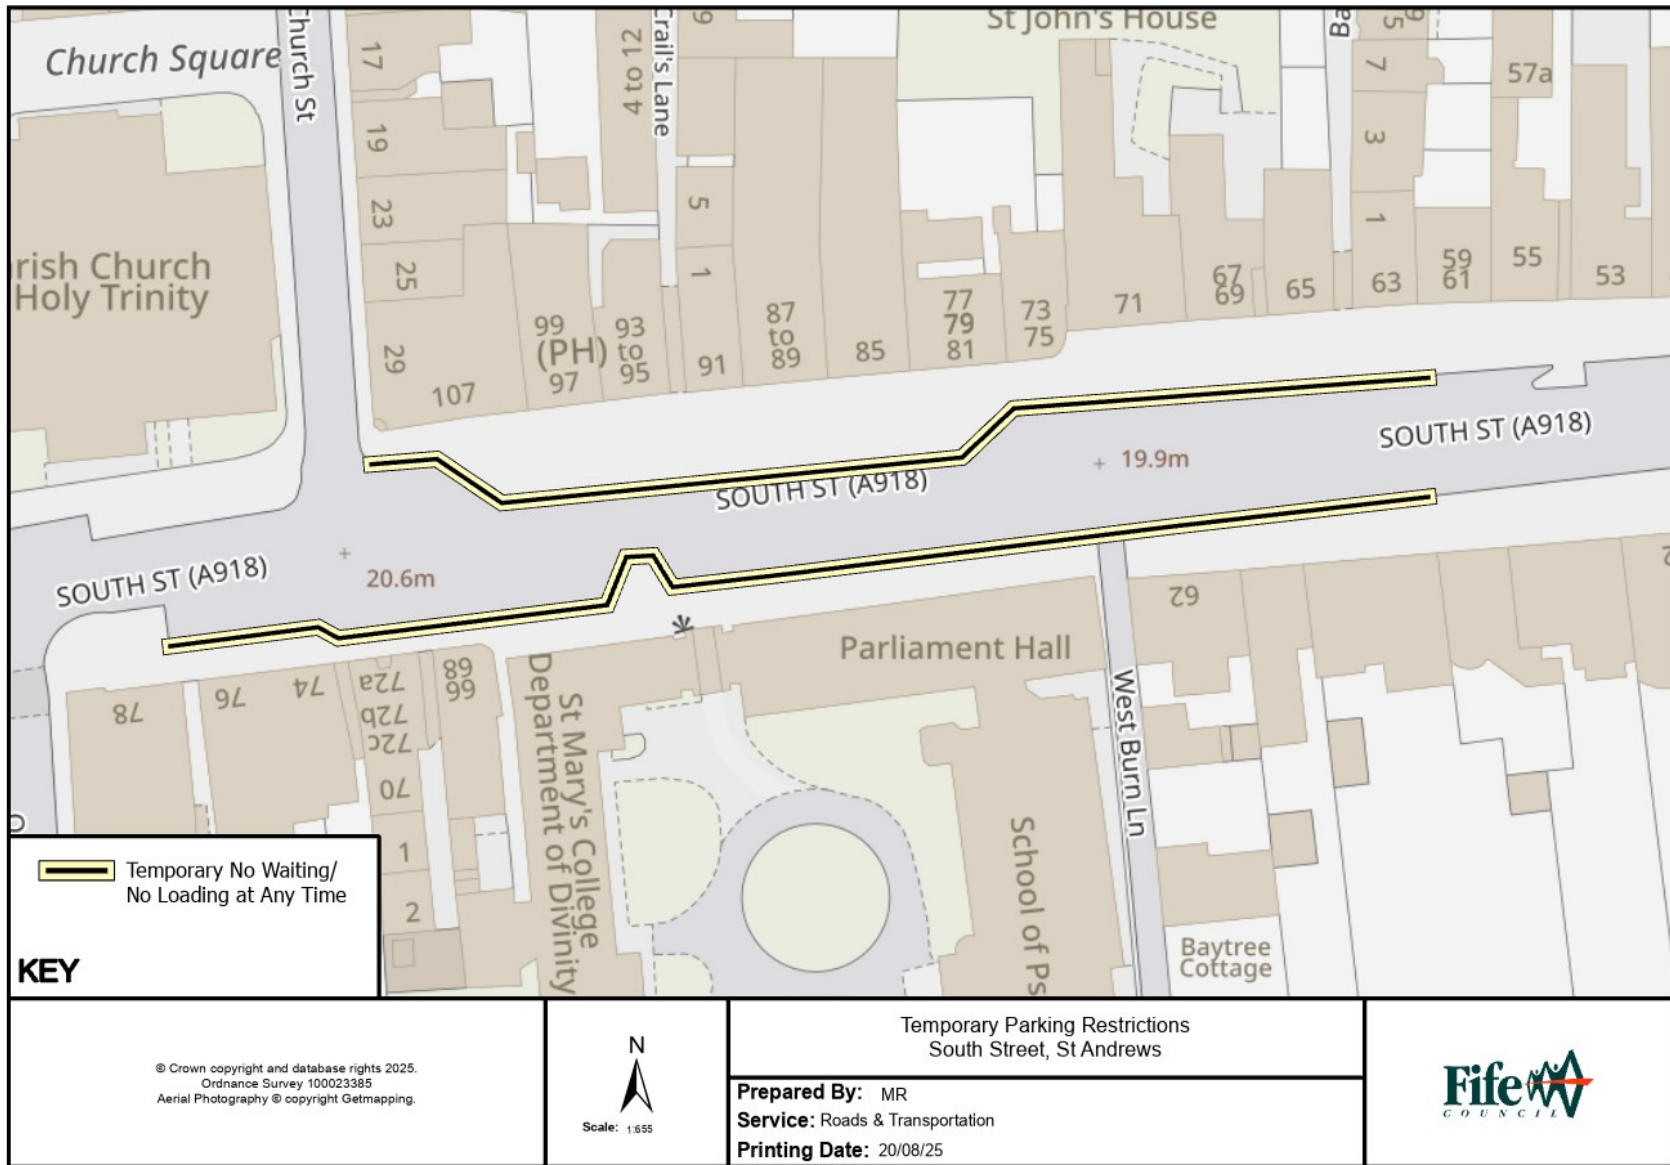 St John's House
Church Square
Church St
17
4 to 12
Crail's Lane
9
Ba
5
7
57a
19
3
23
5
1
rish Church
Holy Trinity
25
1
67
69
65
63
59
61
55
53
29
107
99
(PH)
97
93
to
95
91
87
to
89
85
77
79
81
73
75
71
SOUTH ST (A918)
19.9m
SOUTH ST (A918)
SOUTH ST (A918)
20.6m
62
Parliament Hall
78
76
74
72a
72b
72c
70
68
66
1
2
St Mary's College
Department of Divinity
West Burn Ln
School of Ps
Baytree
Cottage
Temporary No Waiting/
No Loading at Any Time
KEY
© Crown copyright and database rights 2025.
Ordnance Survey 100023385
Aerial Photography © copyright Getmapping.
N
Scale: 1:655
Temporary Parking Restrictions
South Street, St Andrews
Prepared By: MR
Service: Roads & Transportation
Printing Date: 20/08/25
Fife
COUNCIL